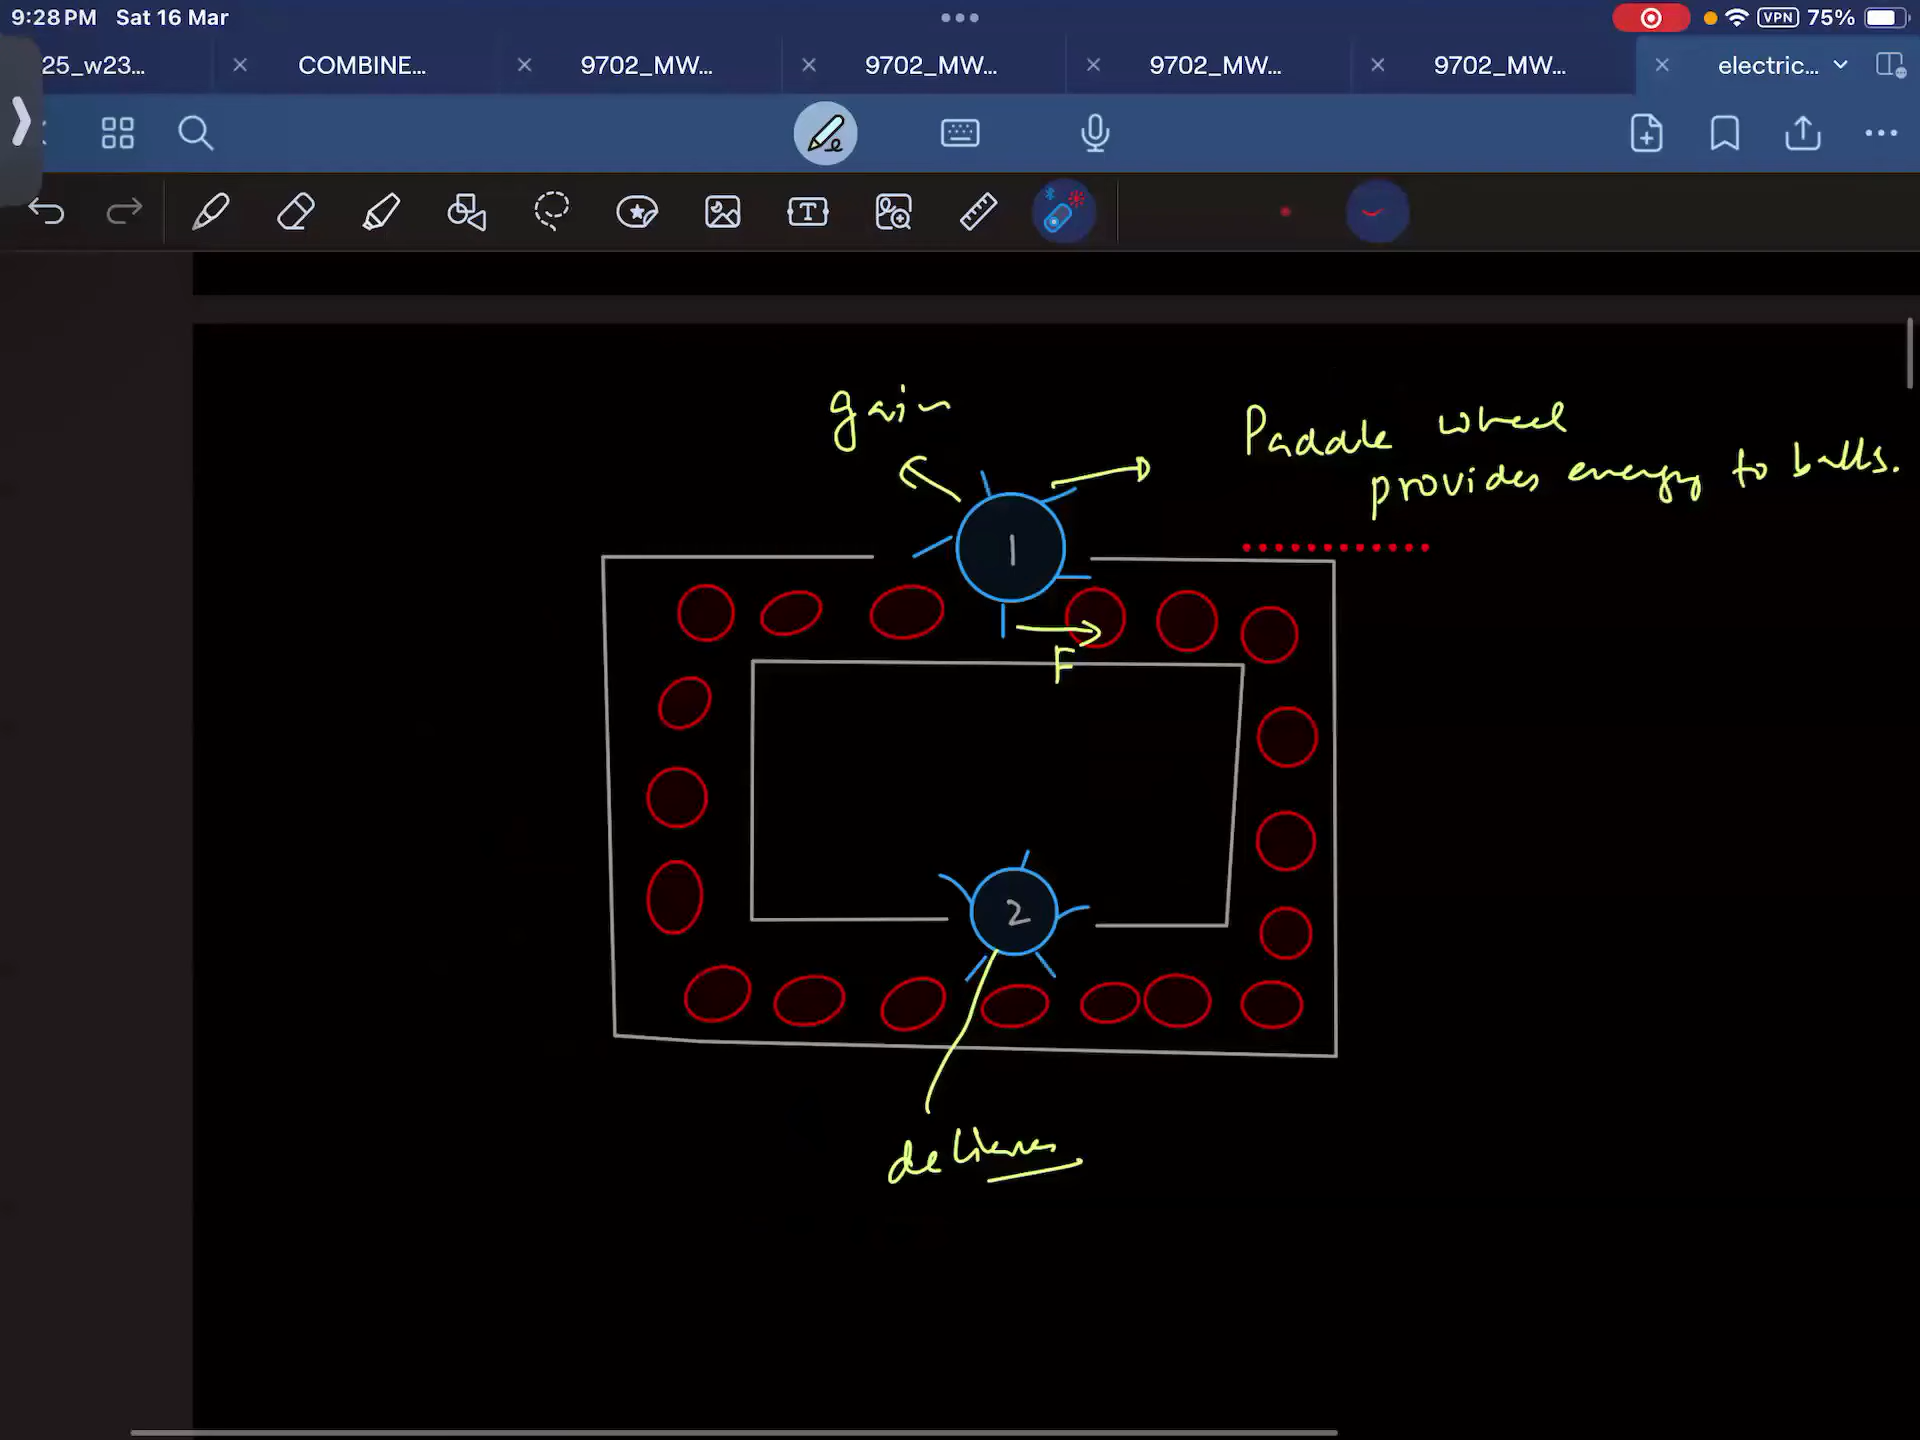 9:28 PM Sat 16 Mar
VPN 75%
25_w23...
COMBINE...
9702_MW...
9702_MW...
9702_MW...
9702_MW...
electric...
T
gain
Paddle wheel
provides energy to balls.
1
F
2
delivers